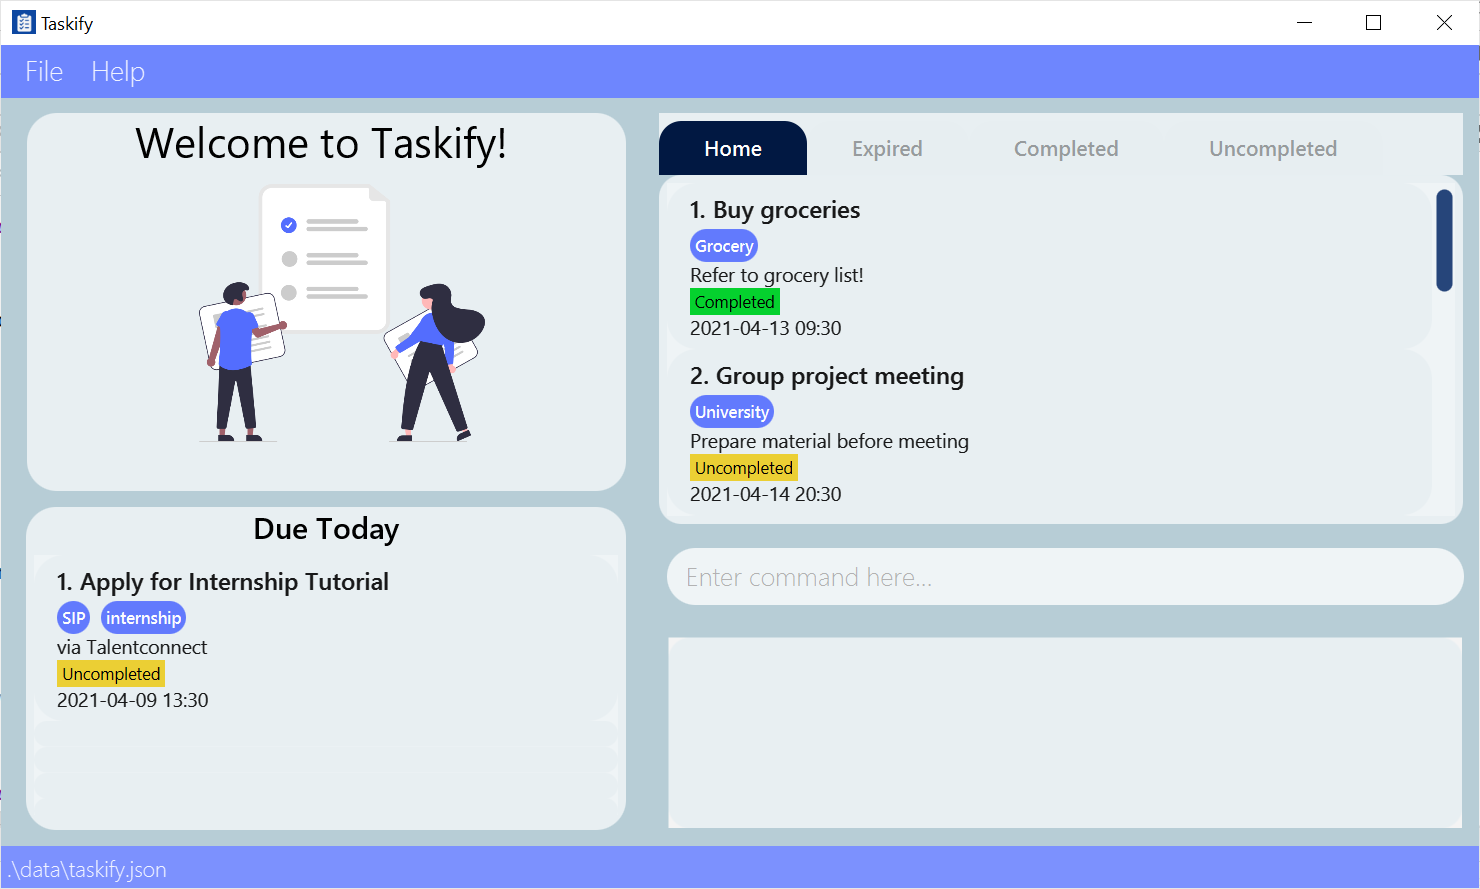 Taskify
File Help
Welcome to Taskify!
Due Today
1. Apply for Internship Tutorial
SIP internship
via Talentconnect
Uncompleted
2021-04-09 13:30
Home Expired Completed Uncompleted
1. Buy groceries
Grocery
Refer to grocery list!
Completed
2021-04-13 09:30
2. Group project meeting
University
Prepare material before meeting
Uncompleted
2021-04-14 20:30
Enter command here...
.\data\taskify.json